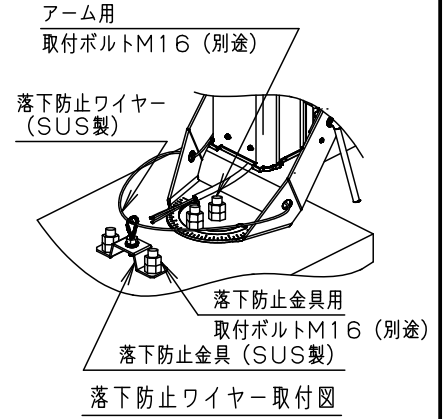 アーム用
取付ボルトM16（別途）
落下防止ワイヤー
（SUS製）
落下防止金具用
取付ボルトM16（別途）
落下防止金具（SUS製）
落下防止ワイヤー取付図